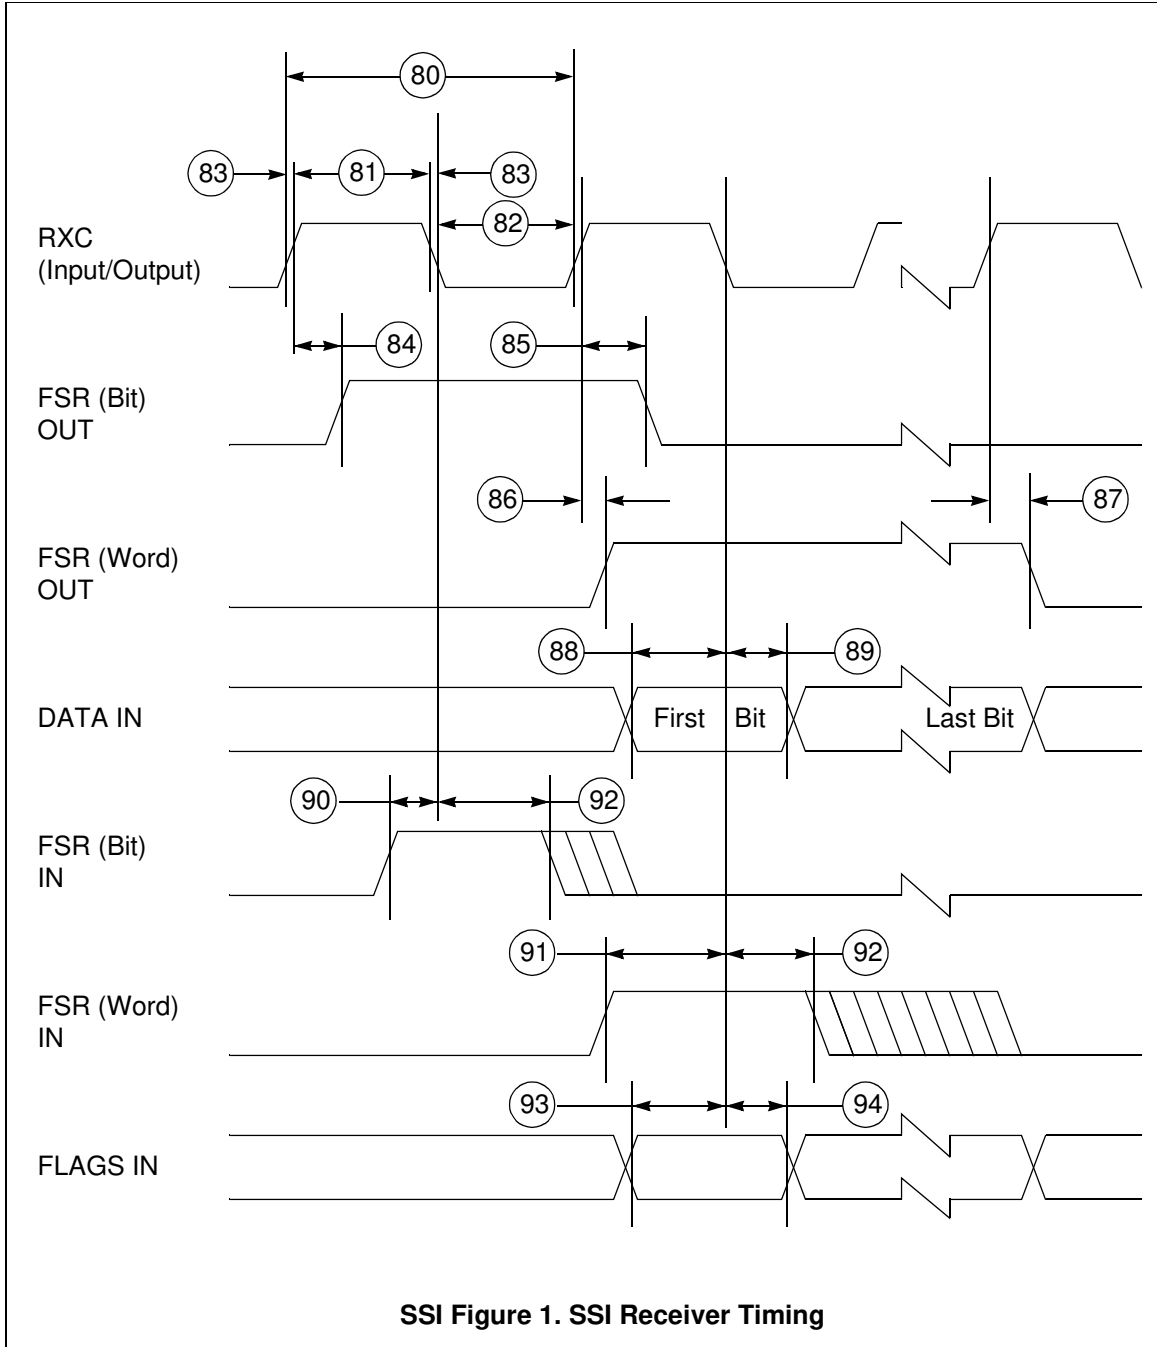 80
83
81
83
82
RXC
(Input/Output)
84
85
FSR (Bit)
OUT
86
87
FSR (Word)
OUT
88
89
DATA IN
First Bit
Last Bit
90
92
FSR (Bit)
IN
91
92
FSR (Word)
IN
93
94
FLAGS IN
SSI Figure 1. SSI Receiver Timing